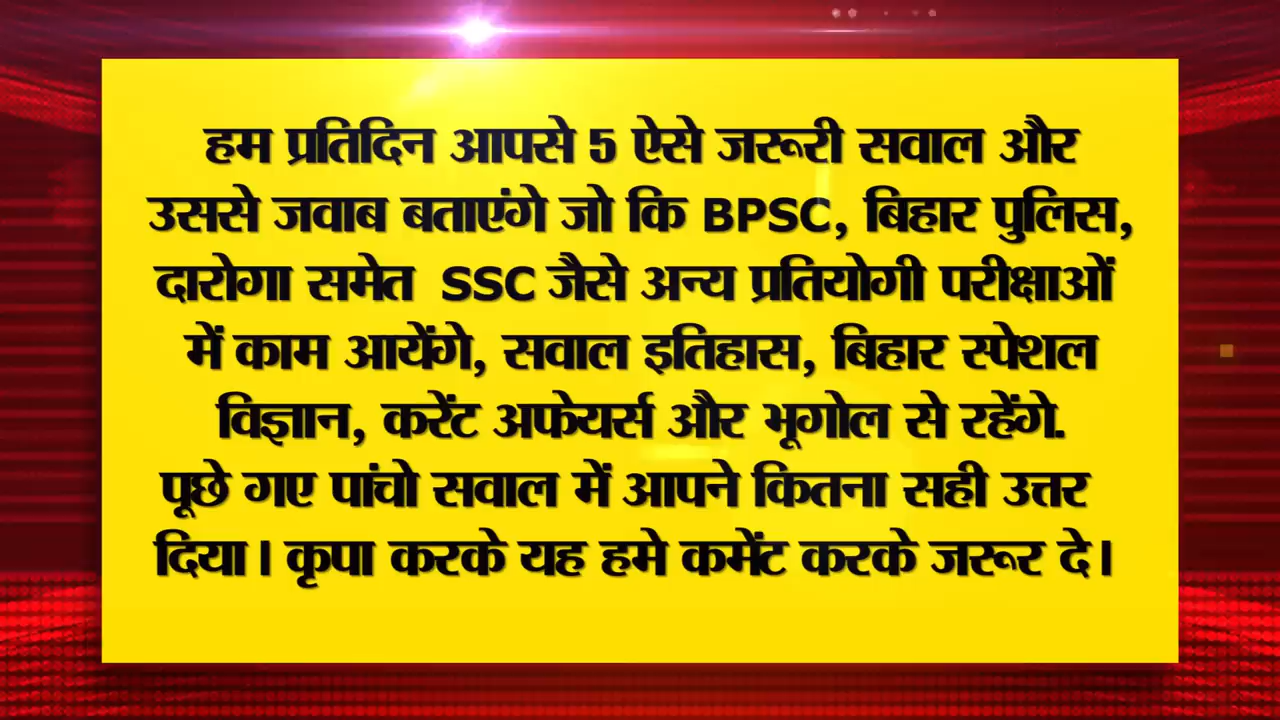 हम प्रतिदिन आपसे 5 ऐसे जरूरी सवाल और
उससे जवाब बताएंगे जो कि BPSC, बिहार पुलिस,
दारोगा समेत SSC जैसे अन्य प्रतियोगी परीक्षाओं
में काम आयेंगे, सवाल इतिहास, बिहार स्पेशल
विज्ञान, करेंट अफेयर्स और भूगोल से रहेंगे.
पूछे गए पांचो सवाल में आपने कितना सही उत्तर
दिया। कृपा करके यह हमे कमेंट करके जरूर दे।